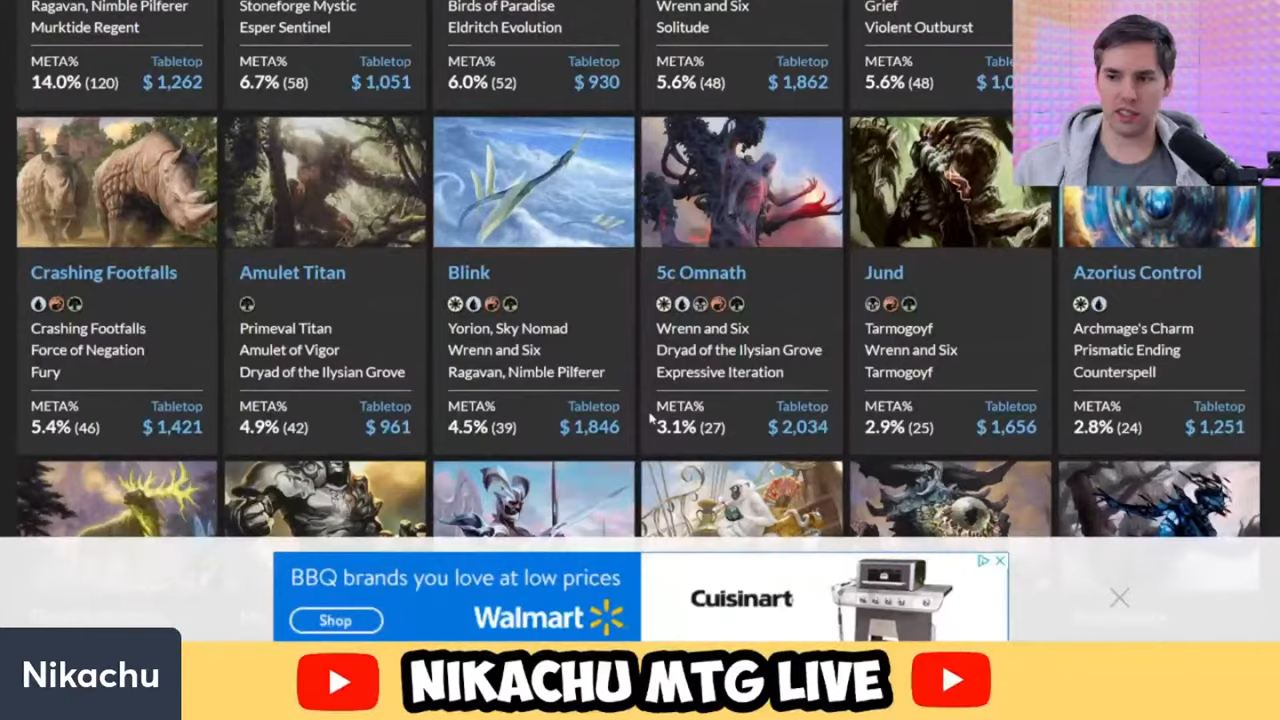 Ragavan, Nimble Pilferer
Murktide Regent
META% Tabletop
14.0% (120) $ 1,262
Stoneforge Mystic
Esper Sentinel
META% Tabletop
6.7% (58) $ 1,051
Birds of Paradise
Eldritch Evolution
META% Tabletop
6.0% (52) $ 930
Wrenn and Six
Solitude
META% Tabletop
5.6% (48) $ 1,862
Grief
Violent Outburst
META%
5.6% (48)
Crashing Footfalls
Crashing Footfalls
Force of Negation
Fury
META% Tabletop
5.4% (46) $ 1,421
Amulet Titan
Primeval Titan
Amulet of Vigor
Dryad of the Ilysian Grove
META% Tabletop
4.9% (42) $ 961
Blink
Yorion, Sky Nomad
Wrenn and Six
Ragavan, Nimble Pilferer
META% Tabletop
4.5% (39) $ 1,846
5c Omnath
Wrenn and Six
Dryad of the Ilysian Grove
Expressive Iteration
META% Tabletop
3.1% (27) $ 2,034
Jund
Tarmogoyf
Wrenn and Six
Tarmogoyf
META% Tabletop
2.9% (25) $ 1,656
Azorius Control
Archmage's Charm
Prismatic Ending
Counterspell
META% Tabletop
2.8% (24) $ 1,251
BBQ brands you love at low prices
Shop
Walmart
Cuisinart
Nikachu
NIKACHU MTG LIVE